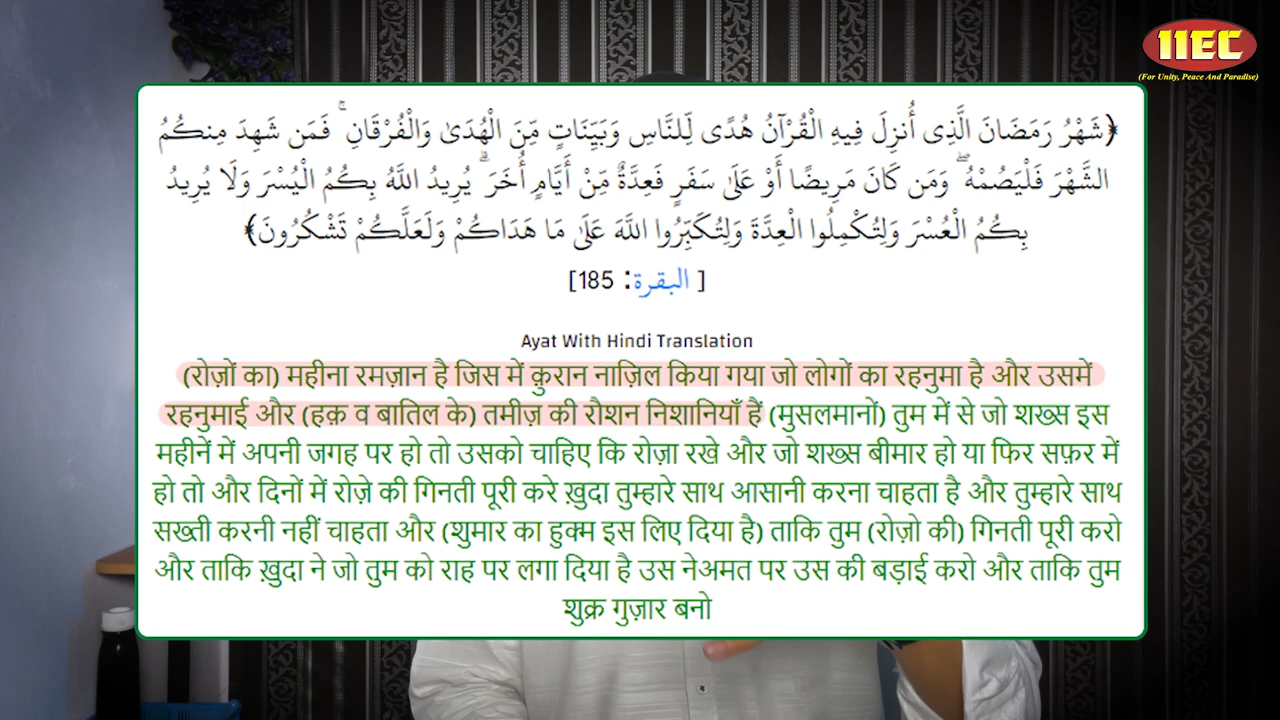 IIEC
(For Unity, Peace And Paradise)
﴿شَهْرُ رَمَضَانَ الَّذِى أُنزِلَ فِيهِ الْقُرْآنُ هُدًى لِّلنَّاسِ وَبَيِّنَاتٍ مِّنَ الْهُدَىٰ وَالْفُرْقَانِ ۚ فَمَن شَهِدَ مِنكُمُ
الشَّهْرَ فَلْيَصُمْهُ ۖ وَمَن كَانَ مَرِيضًا أَوْ عَلَىٰ سَفَرٍ فَعِدَّةٌ مِّنْ أَيَّامٍ أُخَرَ ۗ يُرِيدُ اللَّهُ بِكُمُ الْيُسْرَ وَلَا يُرِيدُ
بِكُمُ الْعُسْرَ وَلِتُكْمِلُوا الْعِدَّةَ وَلِتُكَبِّرُوا اللَّهَ عَلَىٰ مَا هَدَاكُمْ وَلَعَلَّكُمْ تَشْكُرُونَ﴾
[ البقرة: 185]
Ayat With Hindi Translation
(रोज़ों का) महीना रमज़ान है जिस में क़ुरान नाज़िल किया गया जो लोगों का रहनुमा है और उसमें
रहनुमाई और (हक़ व बातिल के) तमीज़ की रौशन निशानियाँ हैं (मुसलमानों) तुम में से जो शख्स इस
महीनें में अपनी जगह पर हो तो उसको चाहिए कि रोज़ा रखे और जो शख्स बीमार हो या फिर सफ़र में
हो तो और दिनों में रोज़े की गिनती पूरी करे ख़ुदा तुम्हारे साथ आसानी करना चाहता है और तुम्हारे साथ
सख्ती करनी नहीं चाहता और (शुमार का हुक्म इस लिए दिया है) ताकि तुम (रोज़ो की) गिनती पूरी करो
और ताकि ख़ुदा ने जो तुम को राह पर लगा दिया है उस नेअमत पर उस की बड़ाई करो और ताकि तुम
शुक्र गुज़ार बनो